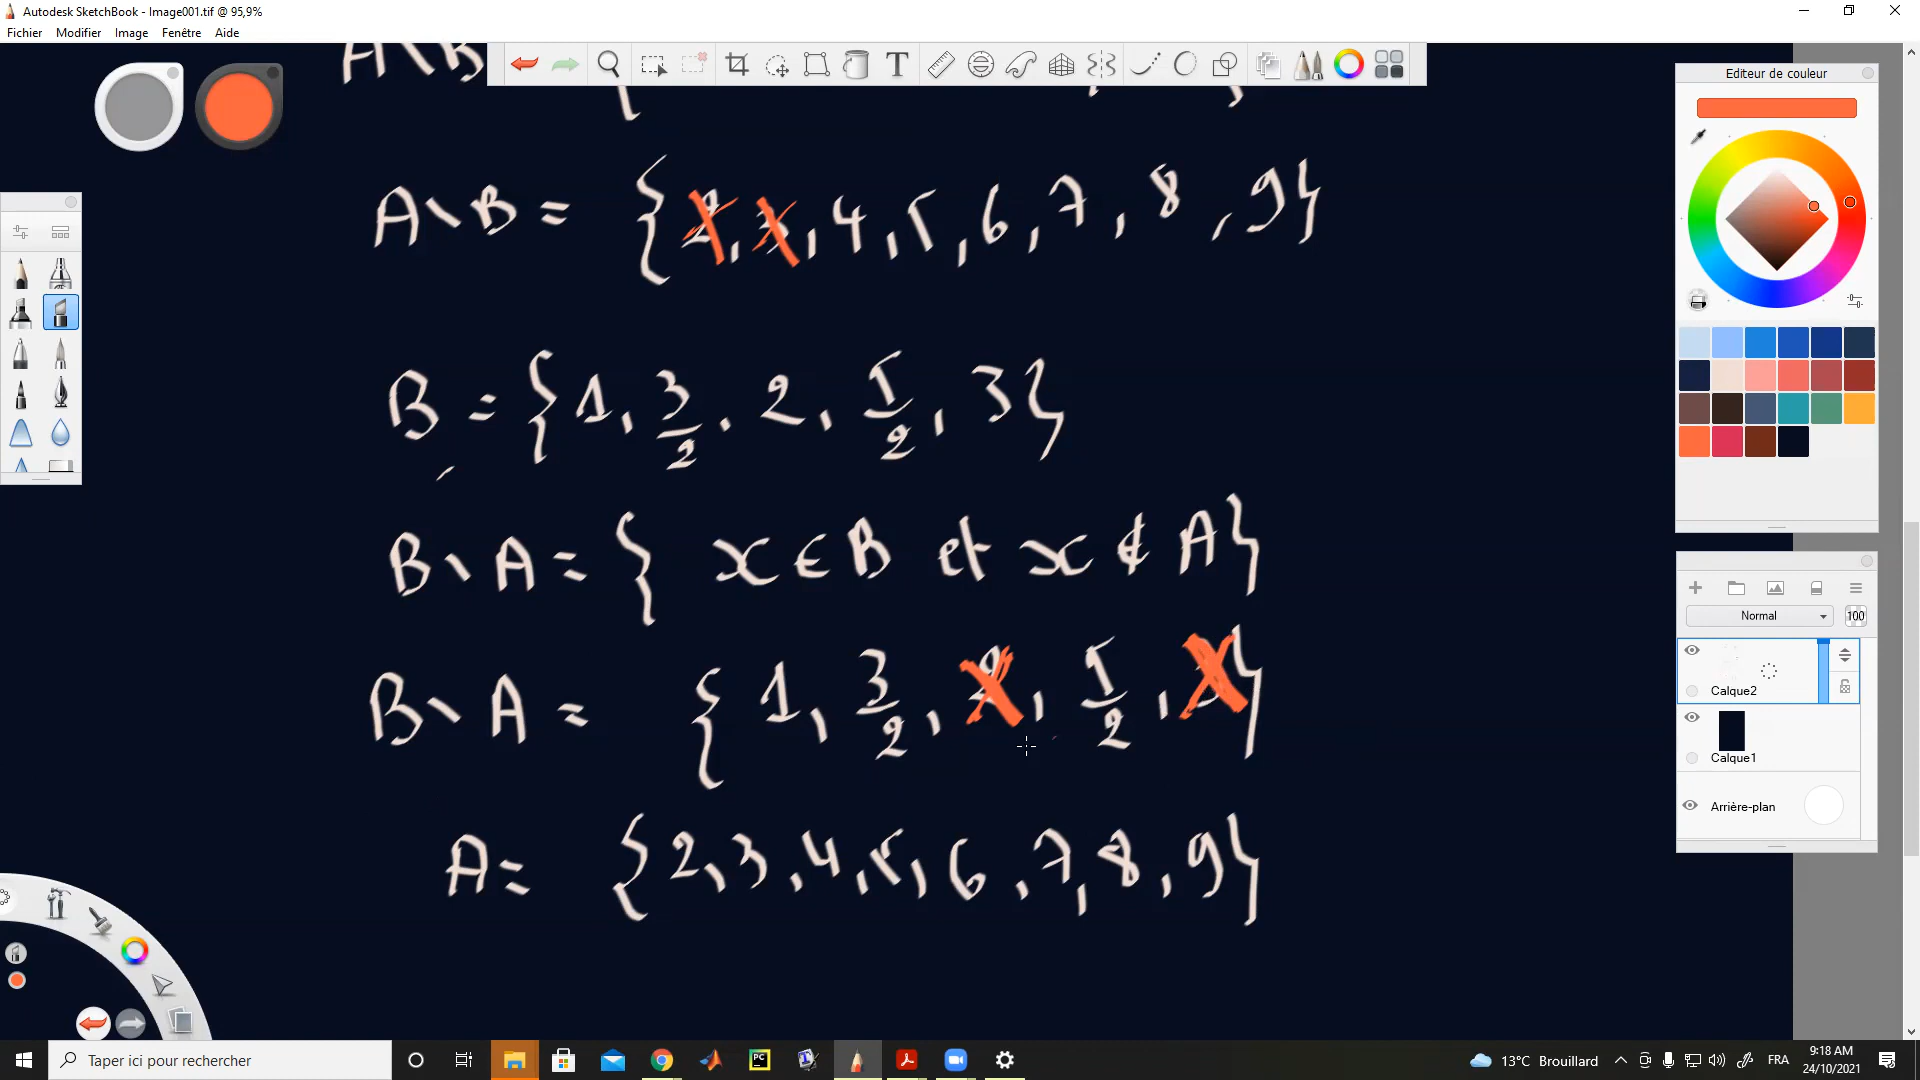 Autodesk SketchBook - Image001.tif @ 95,9%
Fichier Modifier Image Fenêtre Aide
A\B
A\B = {2, 3, 4, 5, 6, 7, 8, 9}
B = {1, 3/2, 2, 5/2, 3}
B\A = { x ∈ B et x ∉ A}
B\A = {1, 3/2, 2, 5/2, 3}
A = {2, 3, 4, 5, 6, 7, 8, 9}
Editeur de couleur
Normal 100
Calque2
Calque1
Arrière-plan
Taper ici pour rechercher
PC
13°C Brouillard
FRA
9:18 AM
24/10/2021